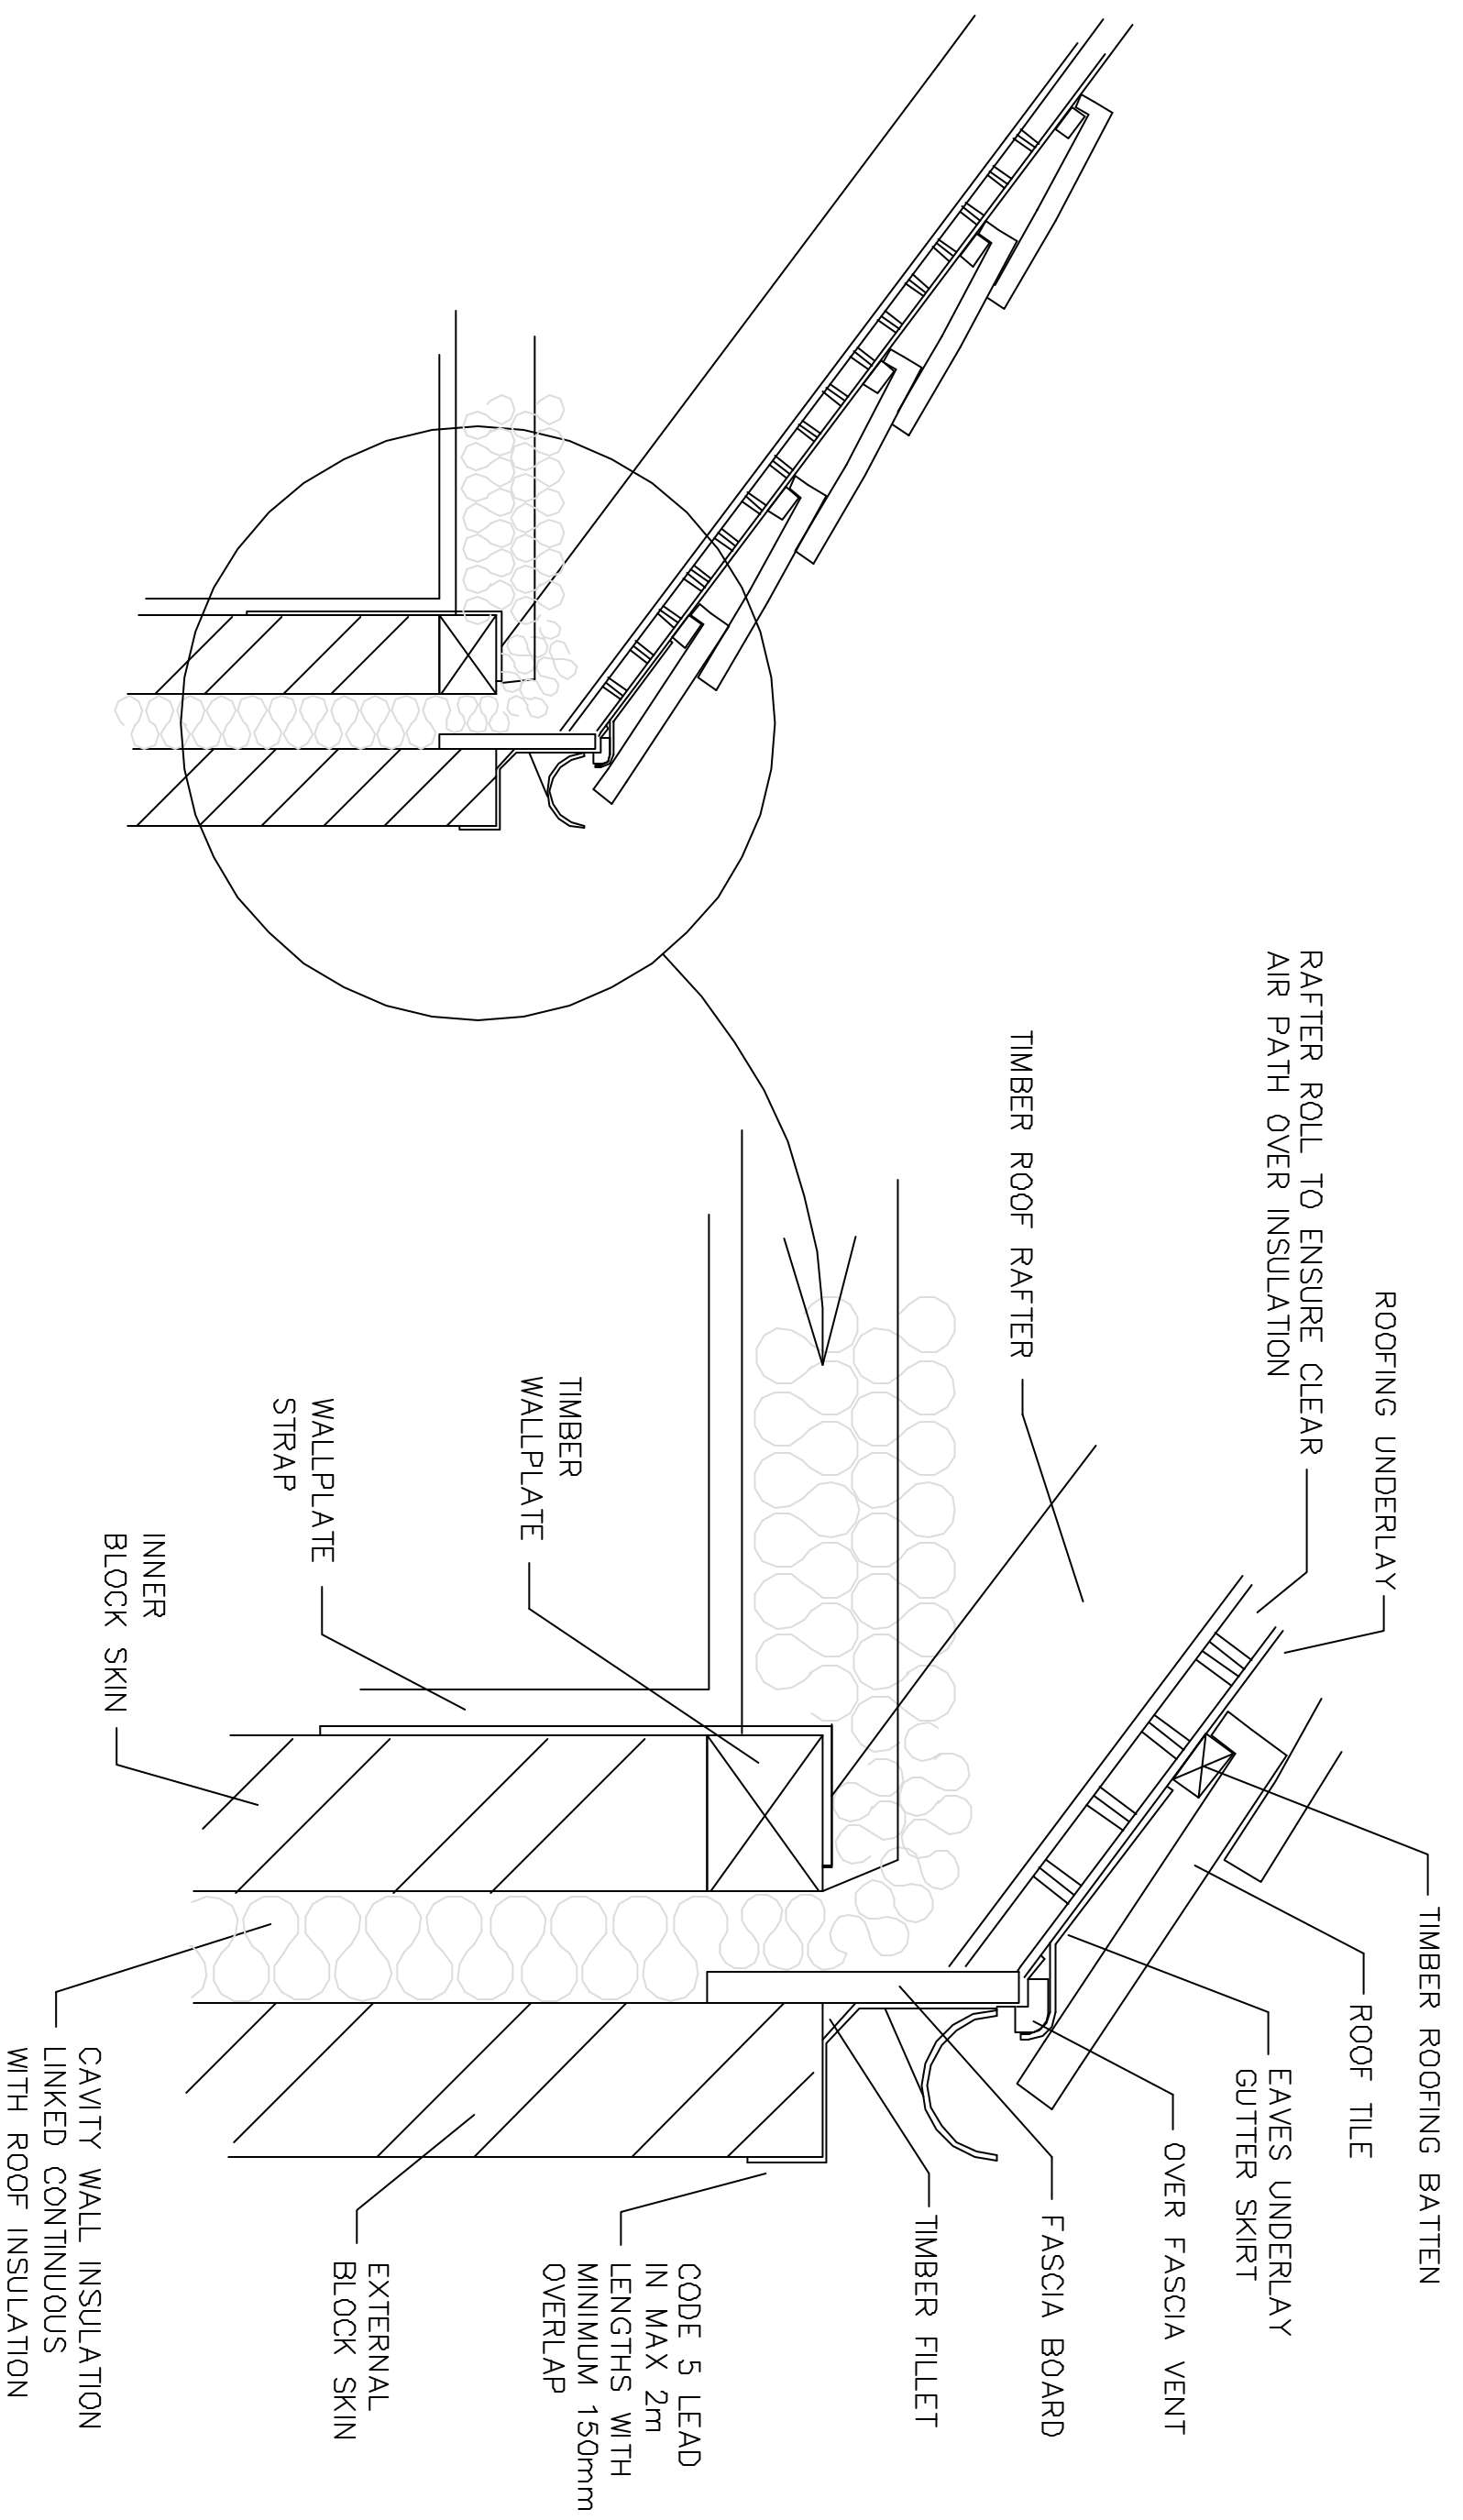 RAFTER ROLL TO ENSURE CLEAR
AIR PATH OVER INSULATION
ROOFING UNDERLAY
TIMBER ROOF RAFTER
TIMBER ROOFING BATTEN
ROOF TILE
EAVES UNDERLAY
GUTTER SKIRT
OVER FASCIA VENT
FASCIA BOARD
TIMBER FILLET
TIMBER
WALLPLATE
WALLPLATE
STRAP
INNER
BLOCK SKIN
CODE 5 LEAD
IN MAX 2m
LENGTHS WITH
MINIMUM 150mm
OVERLAP
EXTERNAL
BLOCK SKIN
CAVITY WALL INSULATION
LINKED CONTINUOUS
WITH ROOF INSULATION